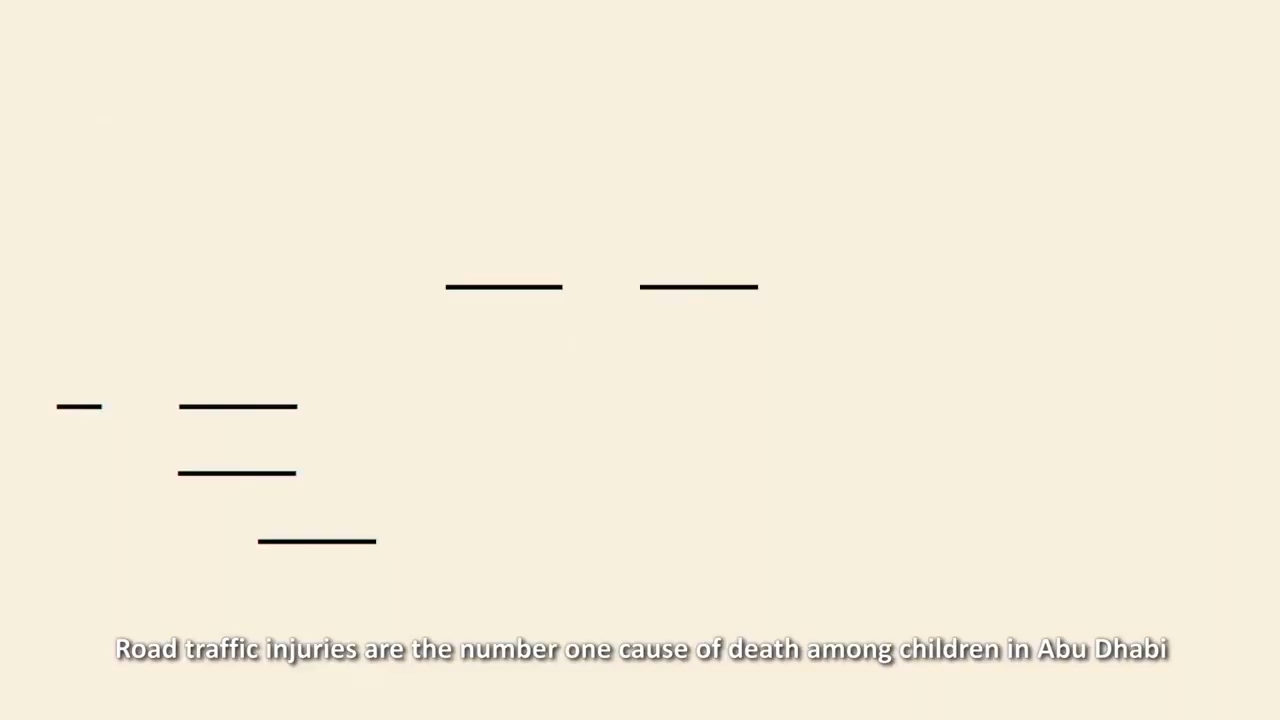 Road traffic injuries are the number one cause of death among children in Abu Dhabi